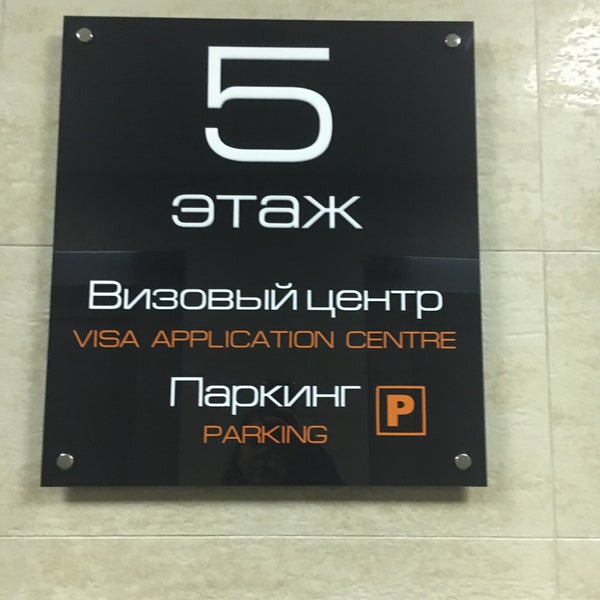 5
этаж
Визовый центр
VISA APPLICATION CENTRE
Паркинг P
PARKING